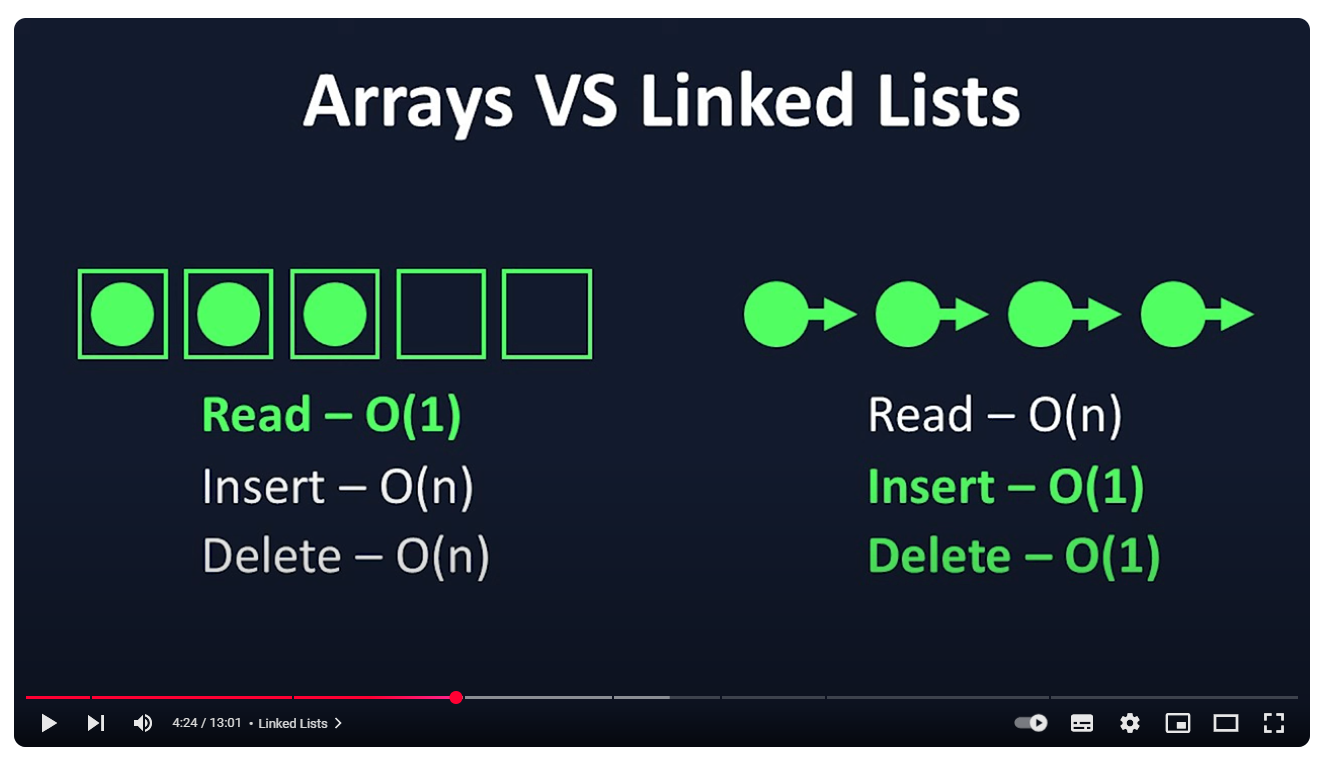 Arrays VS Linked Lists
Read – O(1)
Insert – O(n)
Delete – O(n)
Read – O(n)
Insert – O(1)
Delete – O(1)
4:24 / 13:01 • Linked Lists >